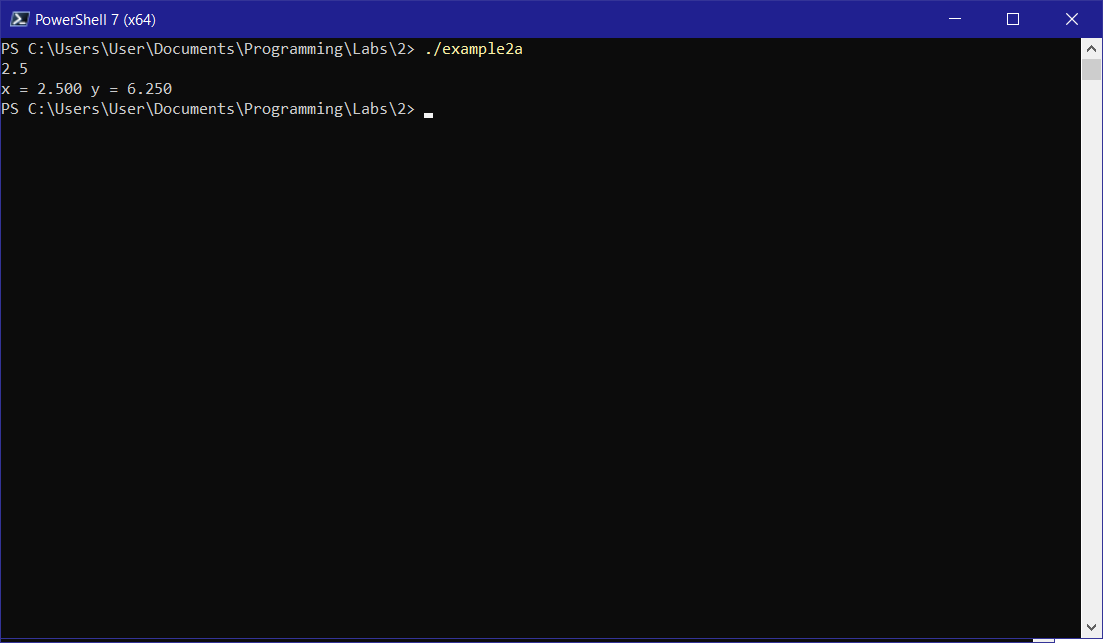 PowerShell 7 (x64)
PS C:\Users\User\Documents\Programming\Labs\2> ./example2a
2.5
x = 2.500 y = 6.250
PS C:\Users\User\Documents\Programming\Labs\2>